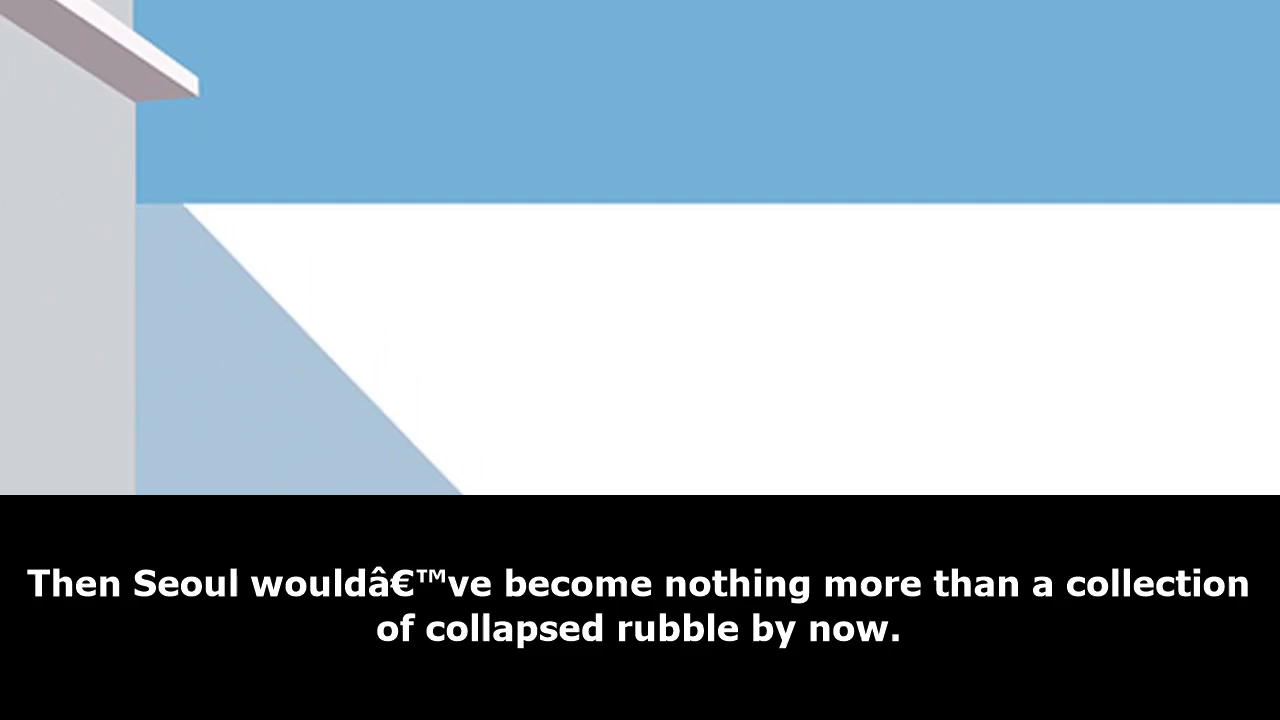 Then Seoul wouldâ€™ve become nothing more than a collection
of collapsed rubble by now.